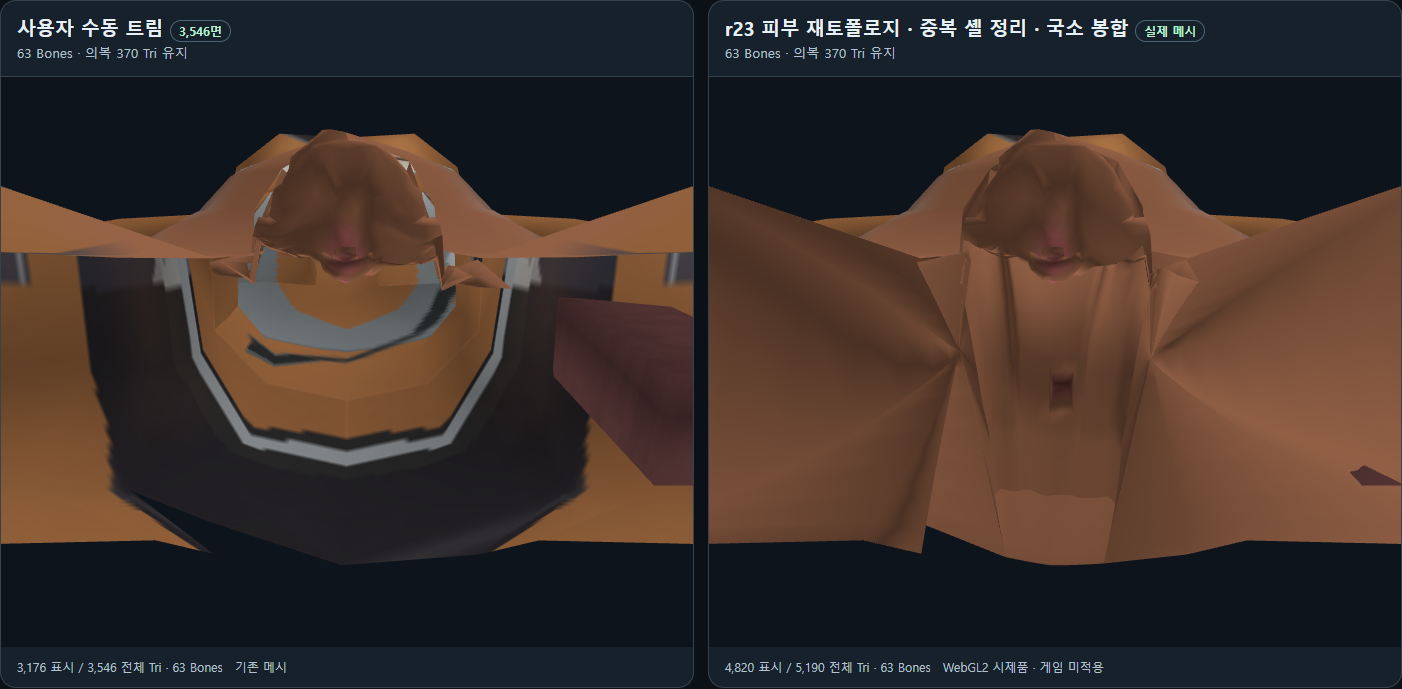 사용자 수동 트림 3,546면
63 Bones · 의복 370 Tri 유지
3,176 표시 / 3,546 전체 Tri · 63 Bones 기존 메시
r23 피부 재토폴로지 · 중복 셸 정리 · 국소 봉합 실제 메시
63 Bones · 의복 370 Tri 유지
4,820 표시 / 5,190 전체 Tri · 63 Bones WebGL2 시제품 · 게임 미적용